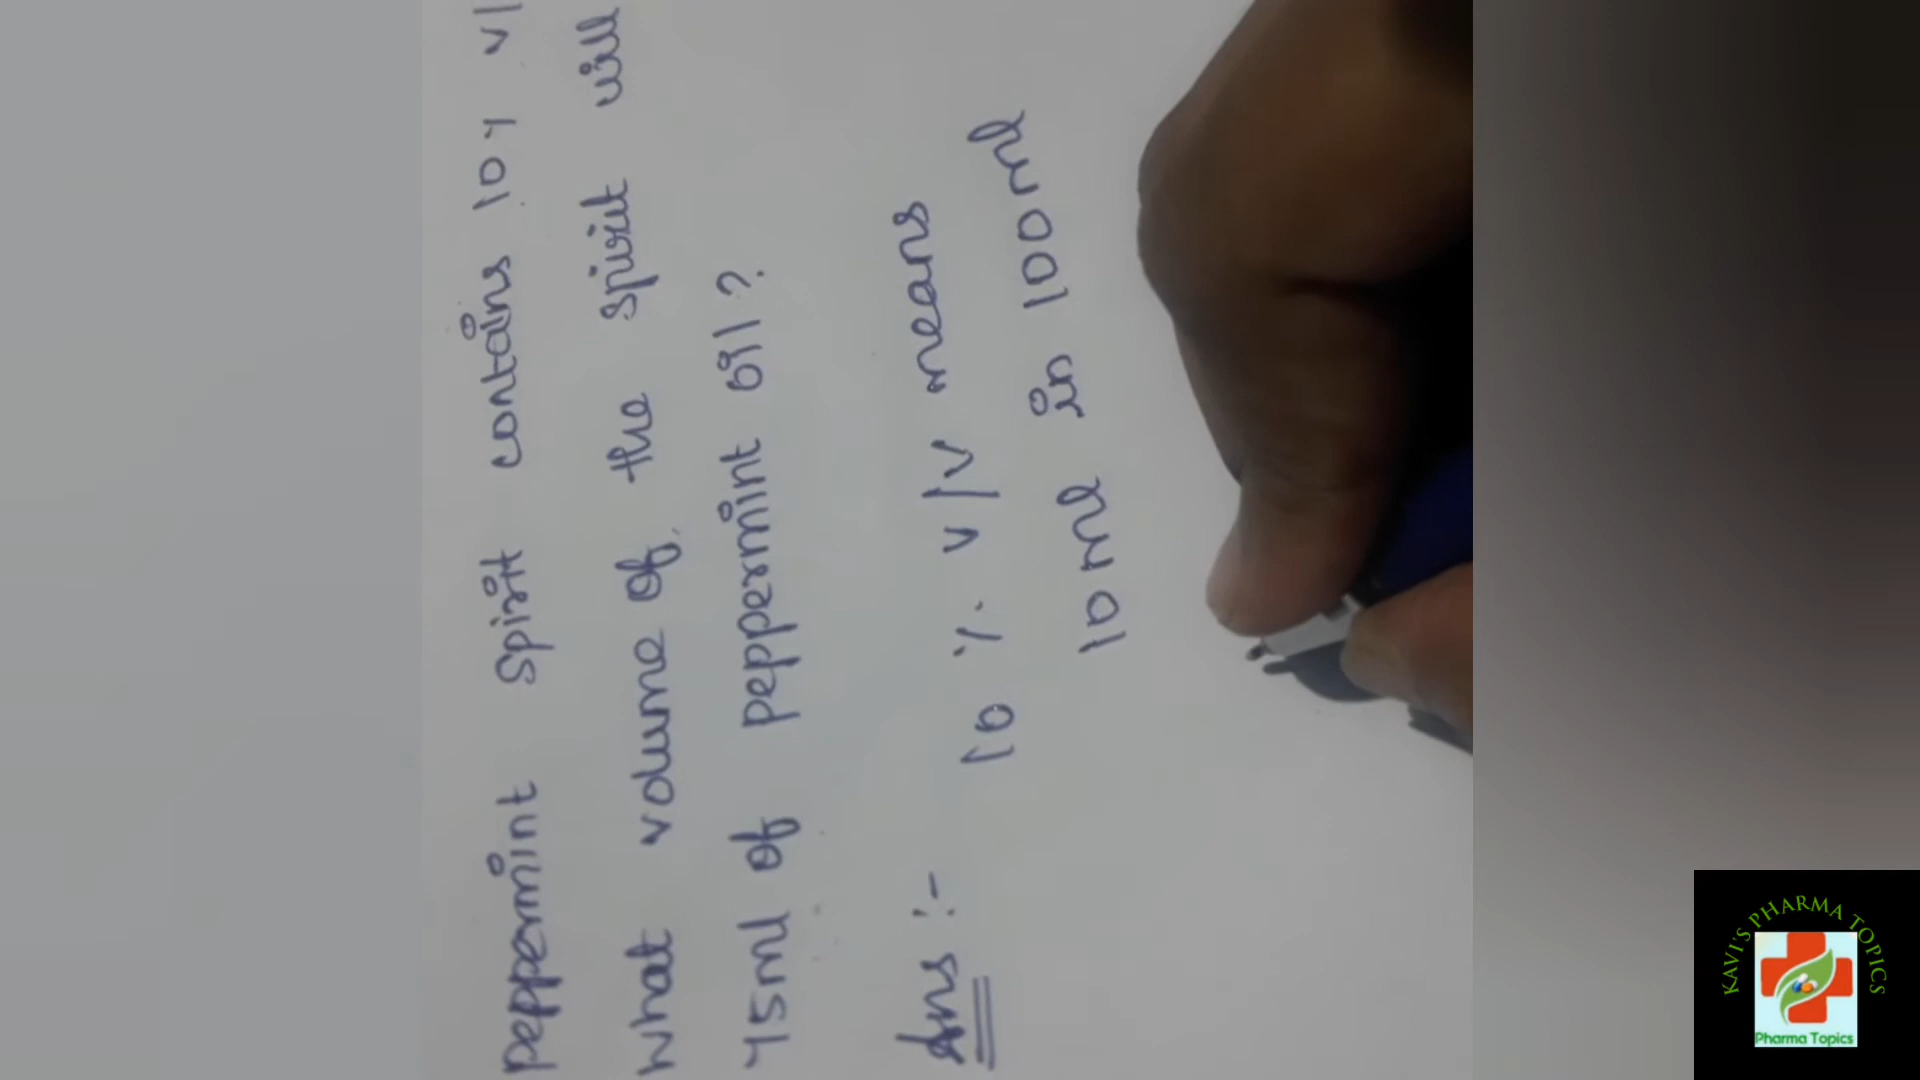 peppermint spirit contains 10% v/
what volume of the spirit will
75ml of peppermint oil?
Ans :- 10 % v/v means
10ml in 100ml
KAVI'S PHARMA TOPICS
Pharma Topics